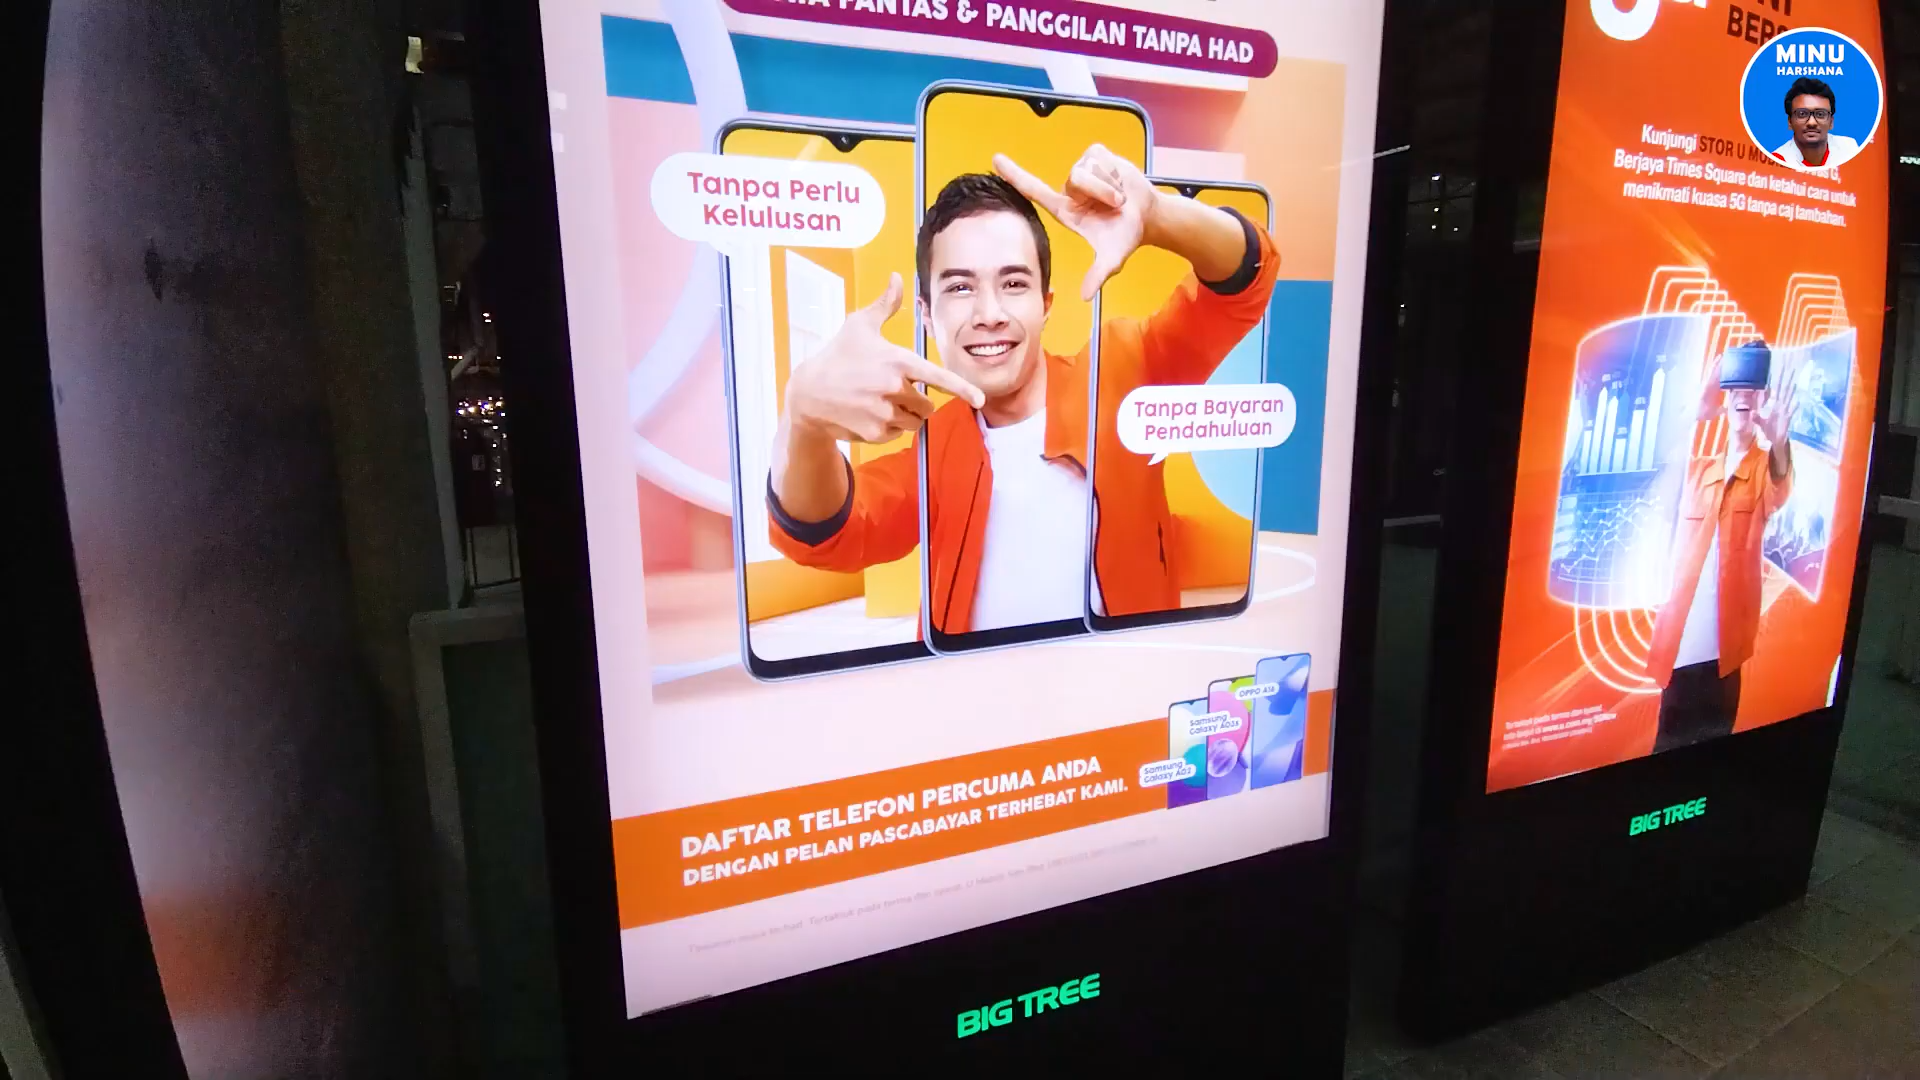 PANTAS & PANGGILAN TANPA HAD
Tanpa Perlu
Kelulusan
Tanpa Bayaran
Pendahuluan
OPPO A16
Samsung
Galaxy A03s
Samsung
Galaxy A02
DAFTAR TELEFON PERCUMA ANDA
DENGAN PELAN PASCABAYAR TERHEBAT KAMI.
BIG TREE
MINU
HARSHANA
Kunjungi STOR U
Berjaya Times Square dan ketahui cara untuk
menikmati kuasa 5G tanpa caj tambahan.
BIG TREE